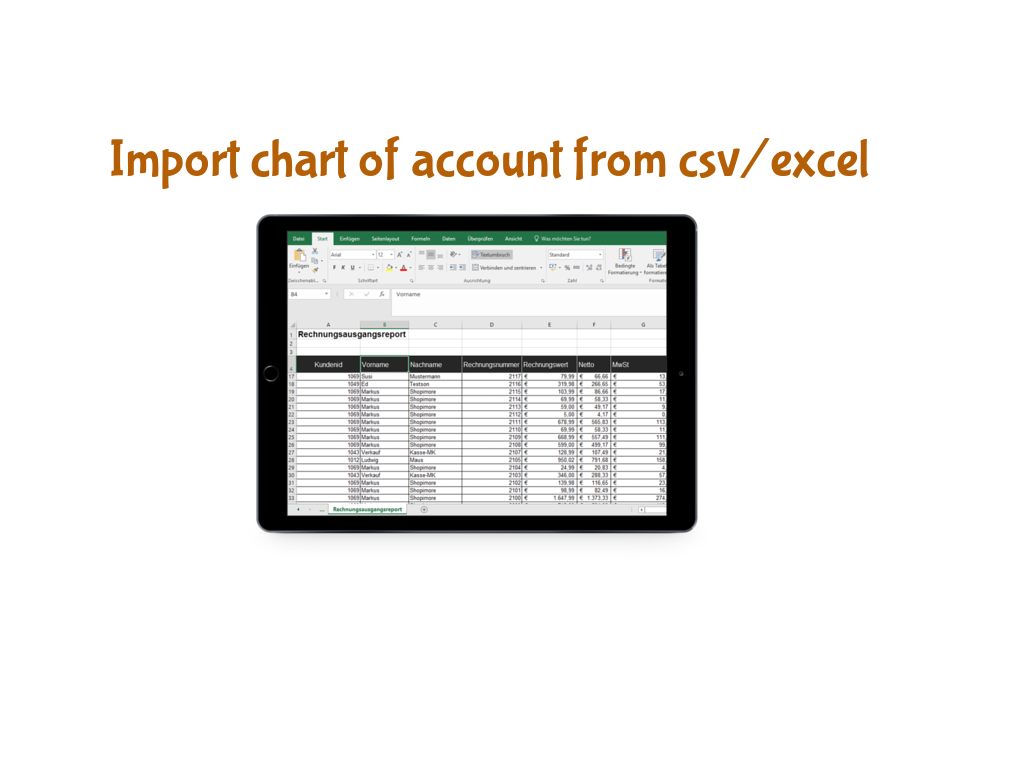 Import chart of account from csv/excel
Datei Start Einfügen Seitenlayout Formeln Daten Überprüfen Ansicht Was möchten Sie tun?
Arial 12 Textumbruch Standard
Einfügen F K U Verbinden und zentrieren % Bedingte Formatierung
Schriftart Ausrichtung Zahl
B4 Vorname
A B C D E F G
1 Rechnungsausgangsreport
2
3
4 Kundenid Vorname Nachname Rechnungsnummer Rechnungswert Netto MwSt
17 1069 Susi Mustermann 2117 € 79,99 € 66,66 € 13,
18 1049 Ed Testson 2116 € 319,98 € 266,65 € 53,
19 1069 Markus Shopimore 2115 € 103,99 € 86,66 € 17,
20 1069 Markus Shopimore 2114 € 69,99 € 58,33 € 11,
21 1069 Markus Shopimore 2113 € 59,00 € 49,17 € 9,
22 1069 Markus Shopimore 2112 € 5,00 € 4,17 € 0,
23 1069 Markus Shopimore 2111 € 678,99 € 565,83 € 113,
24 1069 Markus Shopimore 2110 € 69,99 € 58,33 € 11,
25 1069 Markus Shopimore 2109 € 668,99 € 557,49 € 111,
26 1069 Markus Shopimore 2108 € 599,00 € 499,17 € 99,
27 1043 Verkauf Kasse-MK 2107 € 128,99 € 107,49 € 21,
28 1012 Ludwig Maus 2105 € 950,02 € 791,68 € 158,
29 1069 Markus Shopimore 2104 € 24,99 € 20,83 € 4,
30 1043 Verkauf Kasse-MK 2103 € 346,00 € 288,33 € 57,
31 1069 Markus Shopimore 2102 € 139,98 € 116,65 € 23,
32 1069 Markus Shopimore 2101 € 98,99 € 82,49 € 16,
33 1069 Markus Shopimore 2100 € 1.647,99 € 1.373,33 € 274,
... Rechnungsausgangsreport